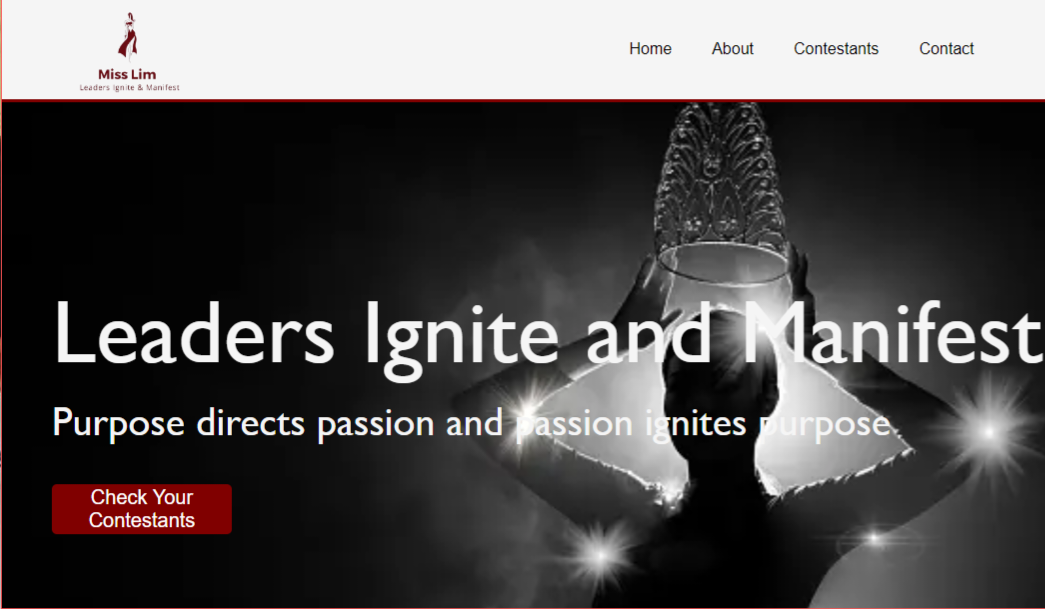 Miss Lim
Leaders Ignite & Manifest
Home
About
Contestants
Contact
Leaders Ignite and Manifest
Purpose directs passion and passion ignites purpose.
Check Your
Contestants